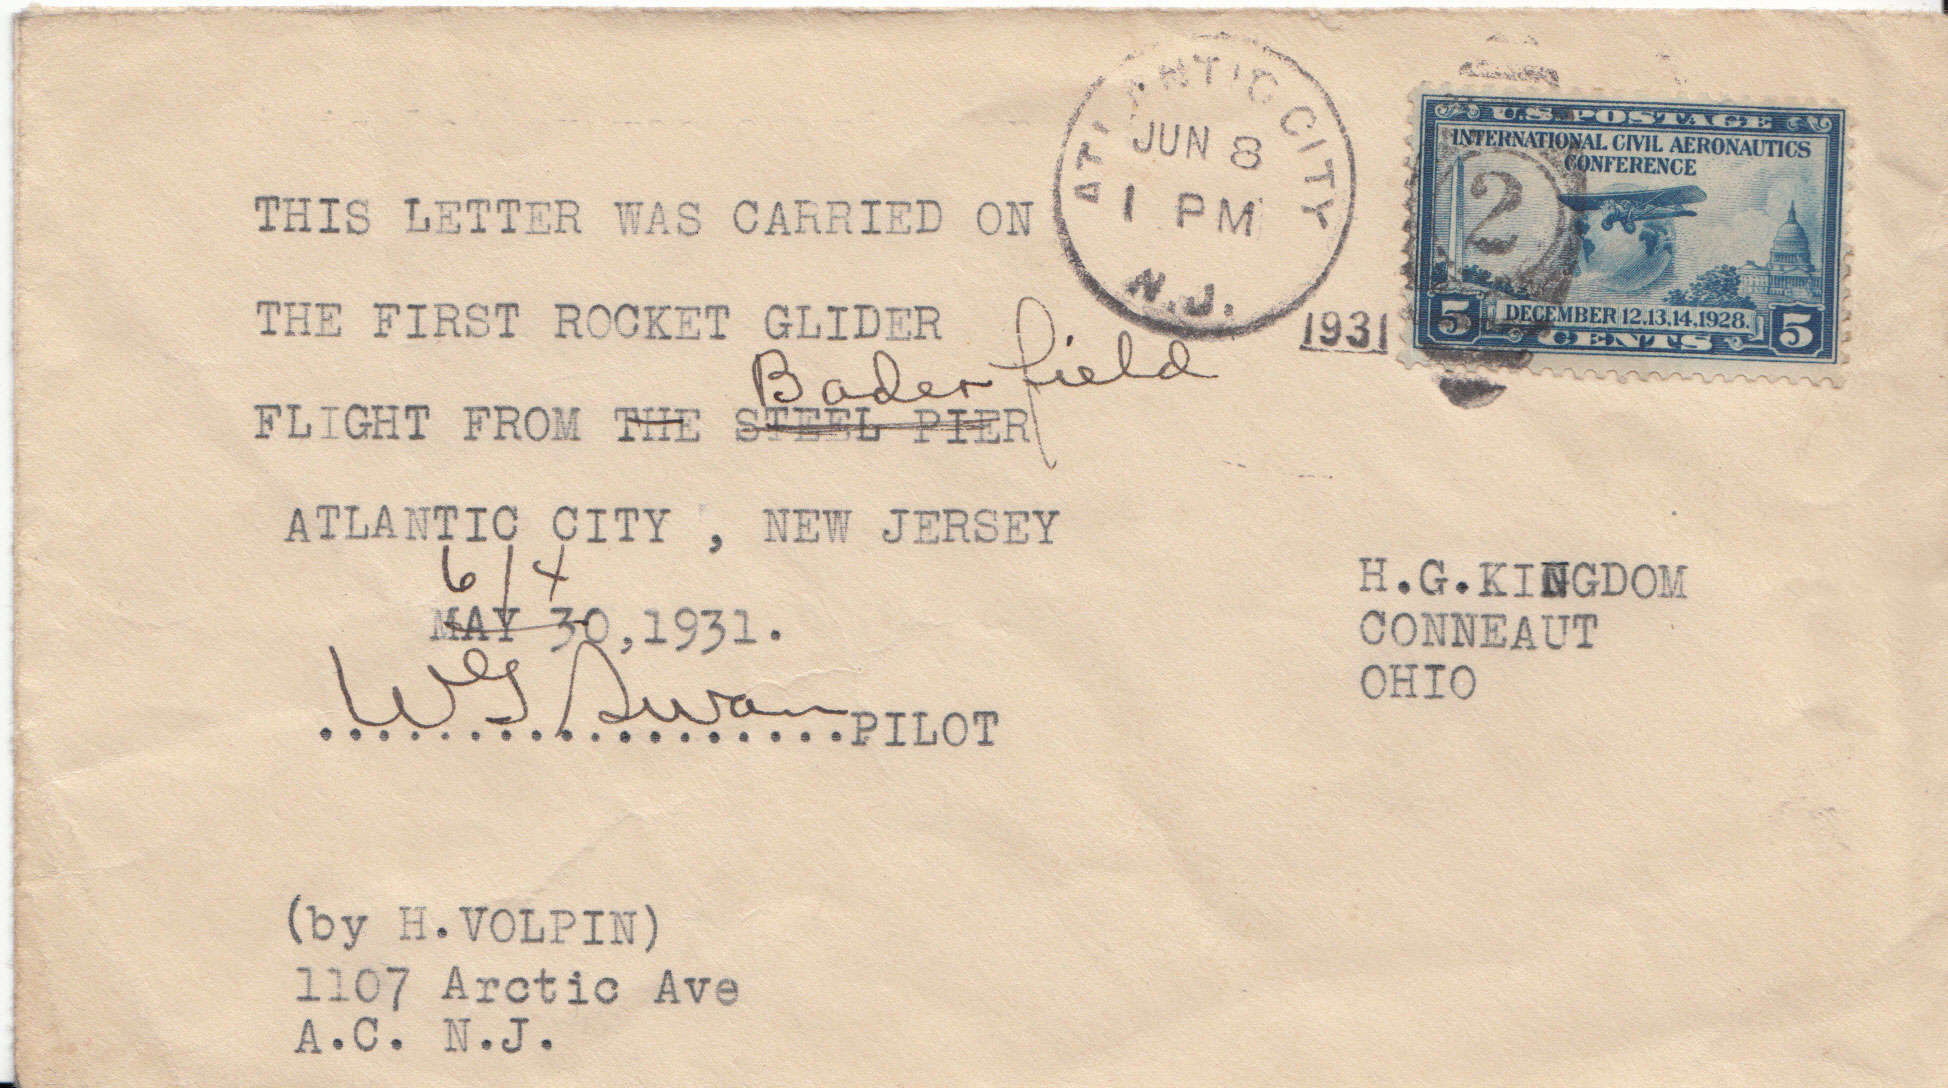 THIS LETTER WAS CARRIED ON
THE FIRST ROCKET GLIDER
Bader field
FLIGHT FROM THE STEEL PIER
ATLANTIC CITY , NEW JERSEY
6/4
MAY 30,1931.
WG Swan
....................PILOT
(by H.VOLPIN)
1107 Arctic Ave
A.C. N.J.
ATLANTIC CITY
JUN 8
1 PM
N.J.
1931
2
U.S. POSTAGE
INTERNATIONAL CIVIL AERONAUTICS
CONFERENCE
5 DECEMBER 12,13,14,1928. 5
CENTS
H.G.KINGDOM
CONNEAUT
OHIO